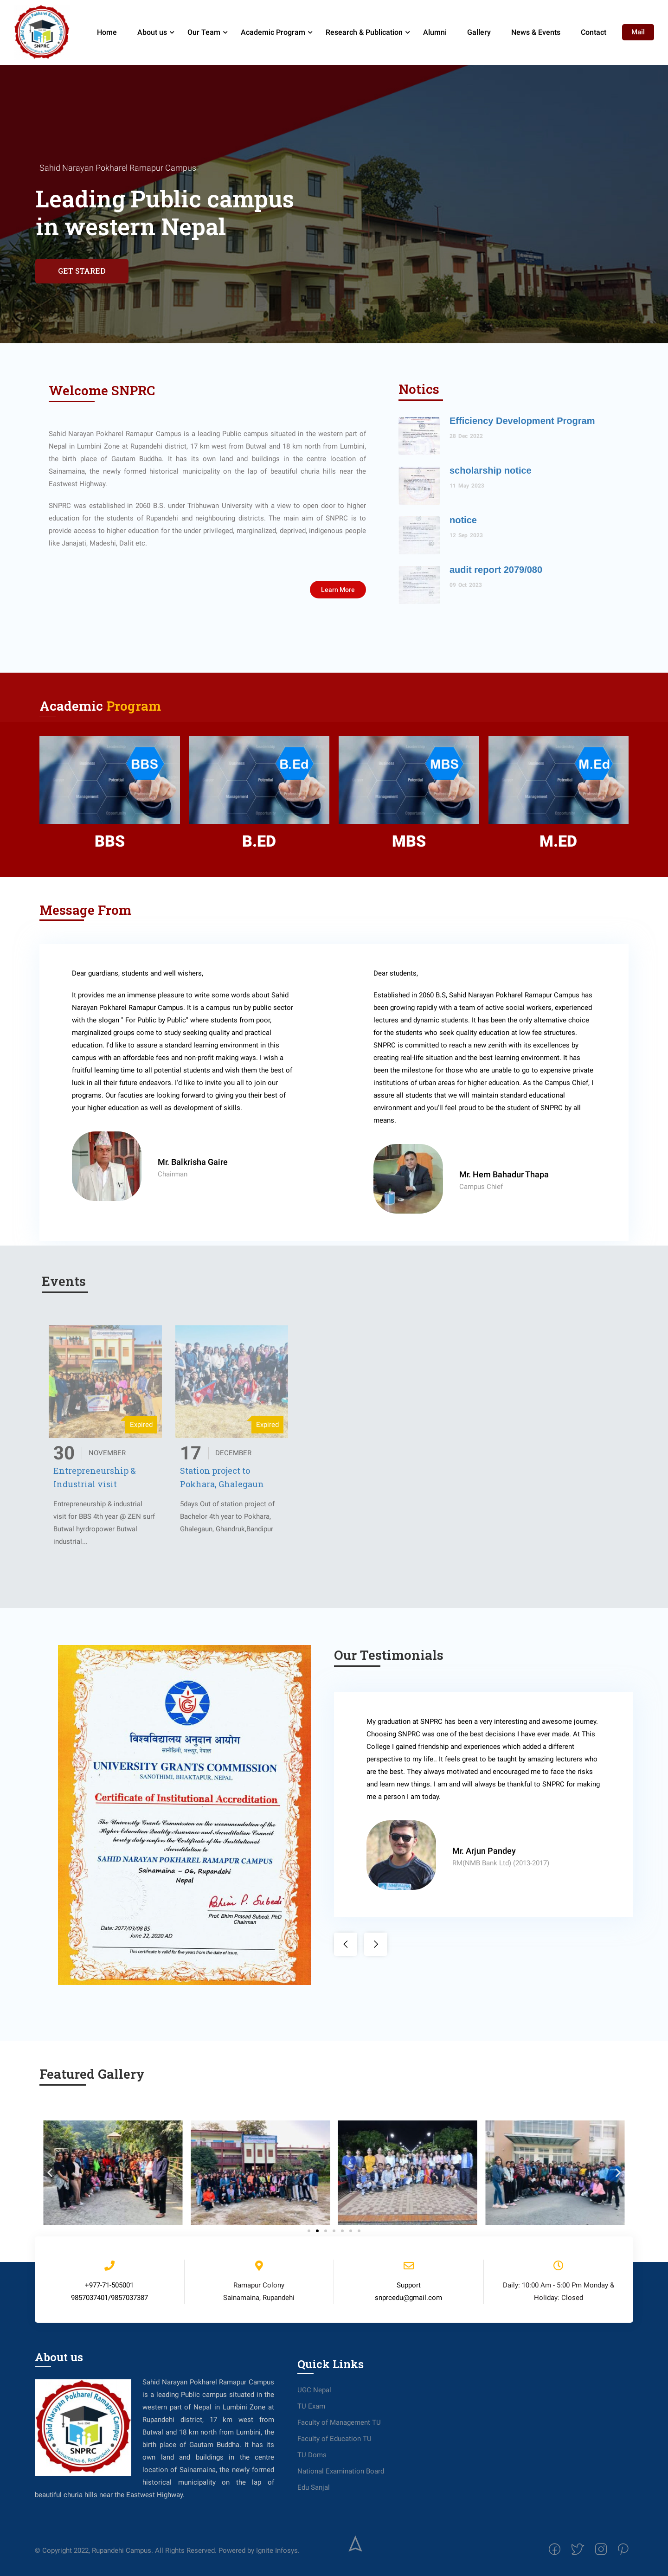 Sahid Narayan Pokharel Ramapur Campus
SNPRC
Home
About us
Our Team
Academic Program
Research & Publication
Alumni
Gallery
News & Events
Contact
Mail
Sahid Narayan Pokharel Ramapur Campus
Leading Public campus
in western Nepal
GET STARED
Welcome SNPRC
Sahid Narayan Pokharel Ramapur Campus is a leading Public campus situated in the western part of
Nepal in Lumbini Zone at Rupandehi district, 17 km west from Butwal and 18 km north from Lumbini,
the birth place of Gautam Buddha. It has its own land and buildings in the centre location of
Sainamaina, the newly formed historical municipality on the lap of beautiful churia hills near the
Eastwest Highway.
SNPRC was established in 2060 B.S. under Tribhuwan University with a view to open door to higher
education for the students of Rupandehi and neighbouring districts. The main aim of SNPRC is to
provide access to higher education for the under privileged, marginalized, deprived, indigenous people
like Janajati, Madeshi, Dalit etc.
Learn More
Notics
Efficiency Development Program
scholarship notice
11 May 2023
notice
audit report 2079/080
09 Oct 2023
Academic Program
BBS
Potential
Management
B.Ed
Potential
Management
MBS
Potential
Management
M.Ed
Potential
Management
BBS
B.ED
MBS
M.ED
Message From
Dear guardians, students and well wishers,
It provides me an immense pleasure to write some words about Sahid
Narayan Pokharel Ramapur Campus. It is a campus run by public sector
with the slogan " For Public by Public" where students from poor,
marginalized groups come to study seeking quality and practical
education. I'd like to assure a standard learning environment in this
campus with an affordable fees and non-profit making ways. I wish a
fruitful learning time to all potential students and wish them the best of
luck in all their future endeavors. I'd like to invite you all to join our
programs. Our faculties are looking forward to giving you their best of
your higher education as well as development of skills.
Mr. Balkrisha Gaire
Chairman
Dear students,
Established in 2060 B.S, Sahid Narayan Pokharel Ramapur Campus has
been growing rapidly with a team of active social workers, experienced
lectures and dynamic students. It has been the only alternative choice
for the students who seek quality education at low fee structures.
SNPRC is committed to reach a new zenith with its excellences by
creating real-life situation and the best learning environment. It has
been the milestone for those who are unable to go to expensive private
institutions of urban areas for higher education. As the Campus Chief, I
assure all students that we will maintain standard educational
environment and you'll feel proud to be the student of SNPRC by all
means.
Mr. Hem Bahadur Thapa
Campus Chief
Events
Expired
30 NOVEMBER
Entrepreneurship &
Industrial visit
Entrepreneurship & industrial
visit for BBS 4th year @ ZEN surf
Butwal hyrdropower Butwal
industrial...
Expired
17 DECEMBER
Station project to
Pokhara, Ghalegaun
5days Out of station project of
Bachelor 4th year to Pokhara,
Ghalegaun, Ghandruk,Bandipur
विश्वविद्यालय अनुदान आयोग
सानोठिमी, भक्तपुर, नेपाल
UNIVERSITY GRANTS COMMISSION
SANOTHIMI, BHAKTAPUR, NEPAL
Certificate of Institutional Accreditation
The University Grants Commission on the recommendation of the
Higher Education Quality Assurance and Accreditation Council
hereby duly confers the Certificate of the Institutional
Accreditation to
SAHID NARAYAN POKHAREL RAMAPUR CAMPUS
Sainamaina - 06, Rupandehi
Nepal
Prof. Bhim Prasad Subedi, PhD
Chairman
Date: 2077/03/08 BS
June 22, 2020 AD
This certificate is valid for five years from the date of issue.
Our Testimonials
My graduation at SNPRC has been a very interesting and awesome journey.
Choosing SNPRC was one of the best decisions I have ever made. At This
College I gained friendship and experiences which added a different
perspective to my life.. It feels great to be taught by amazing lecturers who
are the best. They always motivated and encouraged me to face the risks
and learn new things. I am and will always be thankful to SNPRC for making
me a person I am today.
Mr. Arjun Pandey
RM(NMB Bank Ltd) (2013-2017)
Featured Gallery
+977-71-505001
9857037401/9857037387
Ramapur Colony
Sainamaina, Rupandehi
Support
snprcedu@gmail.com
Daily: 10:00 Am - 5:00 Pm Monday &
Holiday: Closed
About us
Sahid Narayan Pokharel Ramapur Campus
Sainamaina-6, Rupandehi
SNPRC
Sahid Narayan Pokharel Ramapur Campus
is a leading Public campus situated in the
western part of Nepal in Lumbini Zone at
Rupandehi district, 17 km west from
Butwal and 18 km north from Lumbini, the
birth place of Gautam Buddha. It has its
own land and buildings in the centre
location of Sainamaina, the newly formed
historical municipality on the lap of
beautiful churia hills near the Eastwest Highway.
Quick Links
UGC Nepal
TU Exam
Faculty of Management TU
Faculty of Education TU
TU Doms
National Examination Board
Edu Sanjal
© Copyright 2022, Rupandehi Campus. All Rights Reserved. Powered by Ignite Infosys.